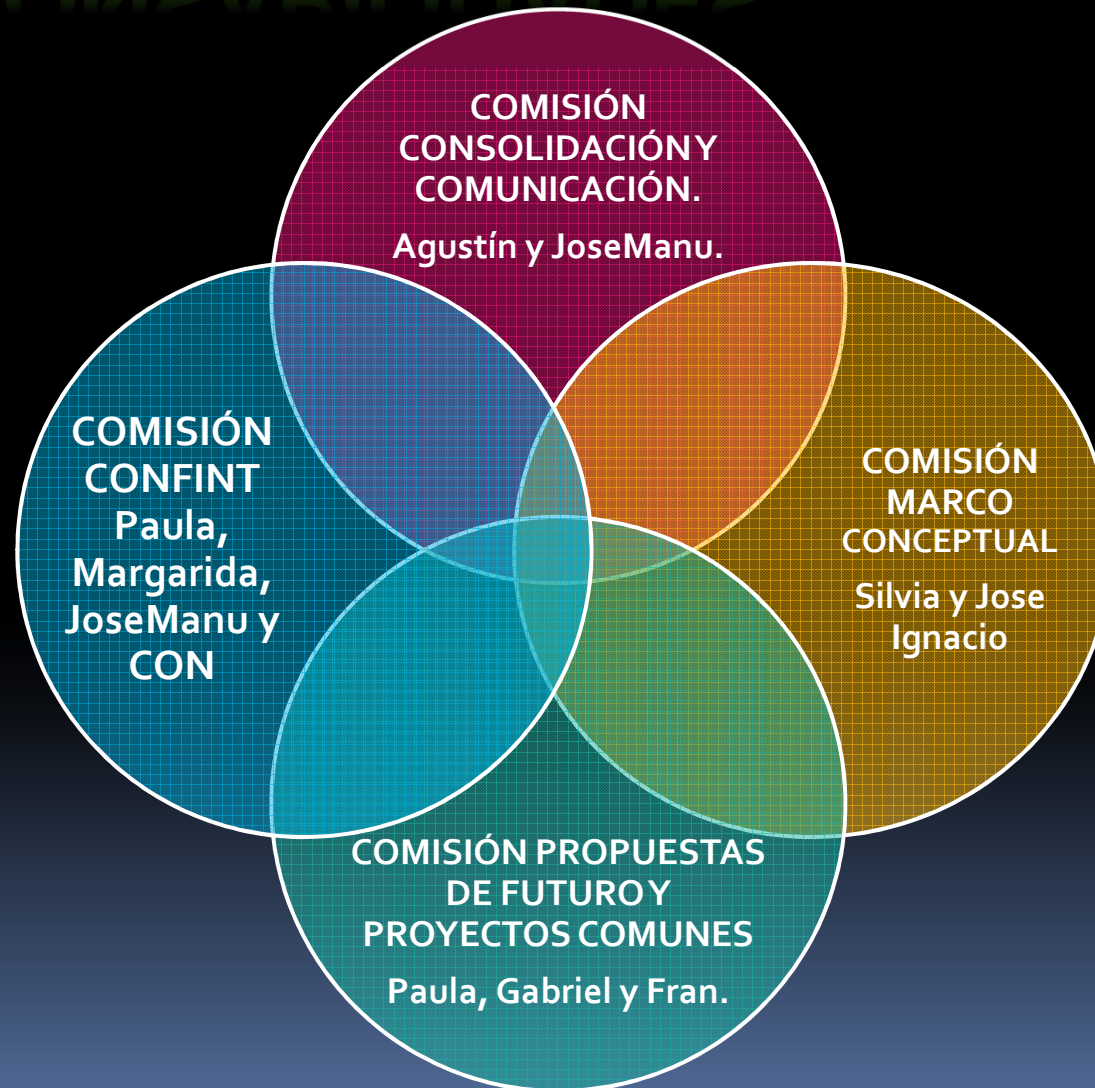 COMISIÓN
CONSOLIDACIÓN Y
COMUNICACIÓN.
Agustín y JoseManu.
COMISIÓN
CONFINT
Paula,
Margarida,
JoseManu y
CON
COMISIÓN
MARCO
CONCEPTUAL
Silvia y Jose
Ignacio
COMISIÓN PROPUESTAS
DE FUTURO Y
PROYECTOS COMUNES
Paula, Gabriel y Fran.